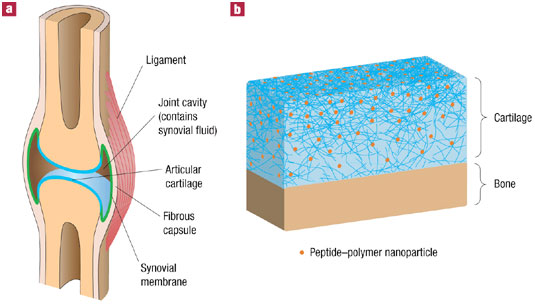 a
Ligament
Joint cavity
(contains
synovial fluid)
Articular
cartilage
Fibrous
capsule
Synovial
membrane
b
Cartilage
Bone
Peptide–polymer nanoparticle